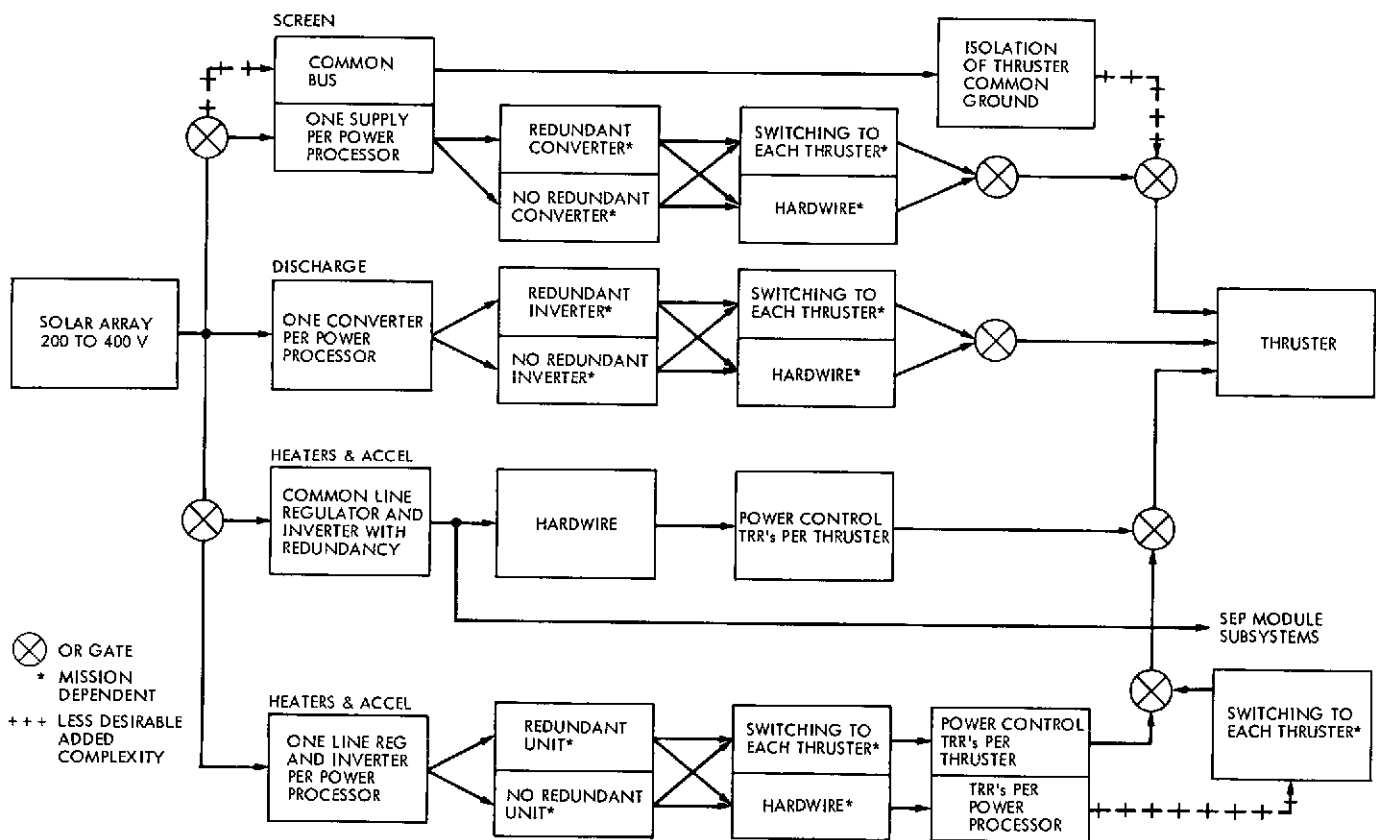 SCREEN
COMMON
BUS
ONE SUPPLY
PER POWER
PROCESSOR
REDUNDANT
CONVERTER*
NO REDUNDANT
CONVERTER*
SWITCHING TO
EACH THRUSTER*
HARDWIRE*
ISOLATION
OF THRUSTER
COMMON
GROUND
SOLAR ARRAY
200 TO 400 V
DISCHARGE
ONE CONVERTER
PER POWER
PROCESSOR
REDUNDANT
INVERTER*
NO REDUNDANT
INVERTER*
SWITCHING TO
EACH THRUSTER*
HARDWIRE*
THRUSTER
HEATERS & ACCEL
COMMON LINE
REGULATOR AND
INVERTER WITH
REDUNDANCY
HARDWIRE
POWER CONTROL
TRR's PER THRUSTER
SEP MODULE
SUBSYSTEMS
OR GATE
* MISSION
DEPENDENT
+++ LESS DESIRABLE
ADDED
COMPLEXITY
HEATERS & ACCEL
ONE LINE REG
AND INVERTER
PER POWER
PROCESSOR
REDUNDANT
UNIT*
NO REDUNDANT
UNIT*
SWITCHING TO
EACH THRUSTER*
HARDWIRE*
POWER CONTROL
TRR's PER
THRUSTER
TRR's PER
POWER
PROCESSOR
SWITCHING TO
EACH THRUSTER*